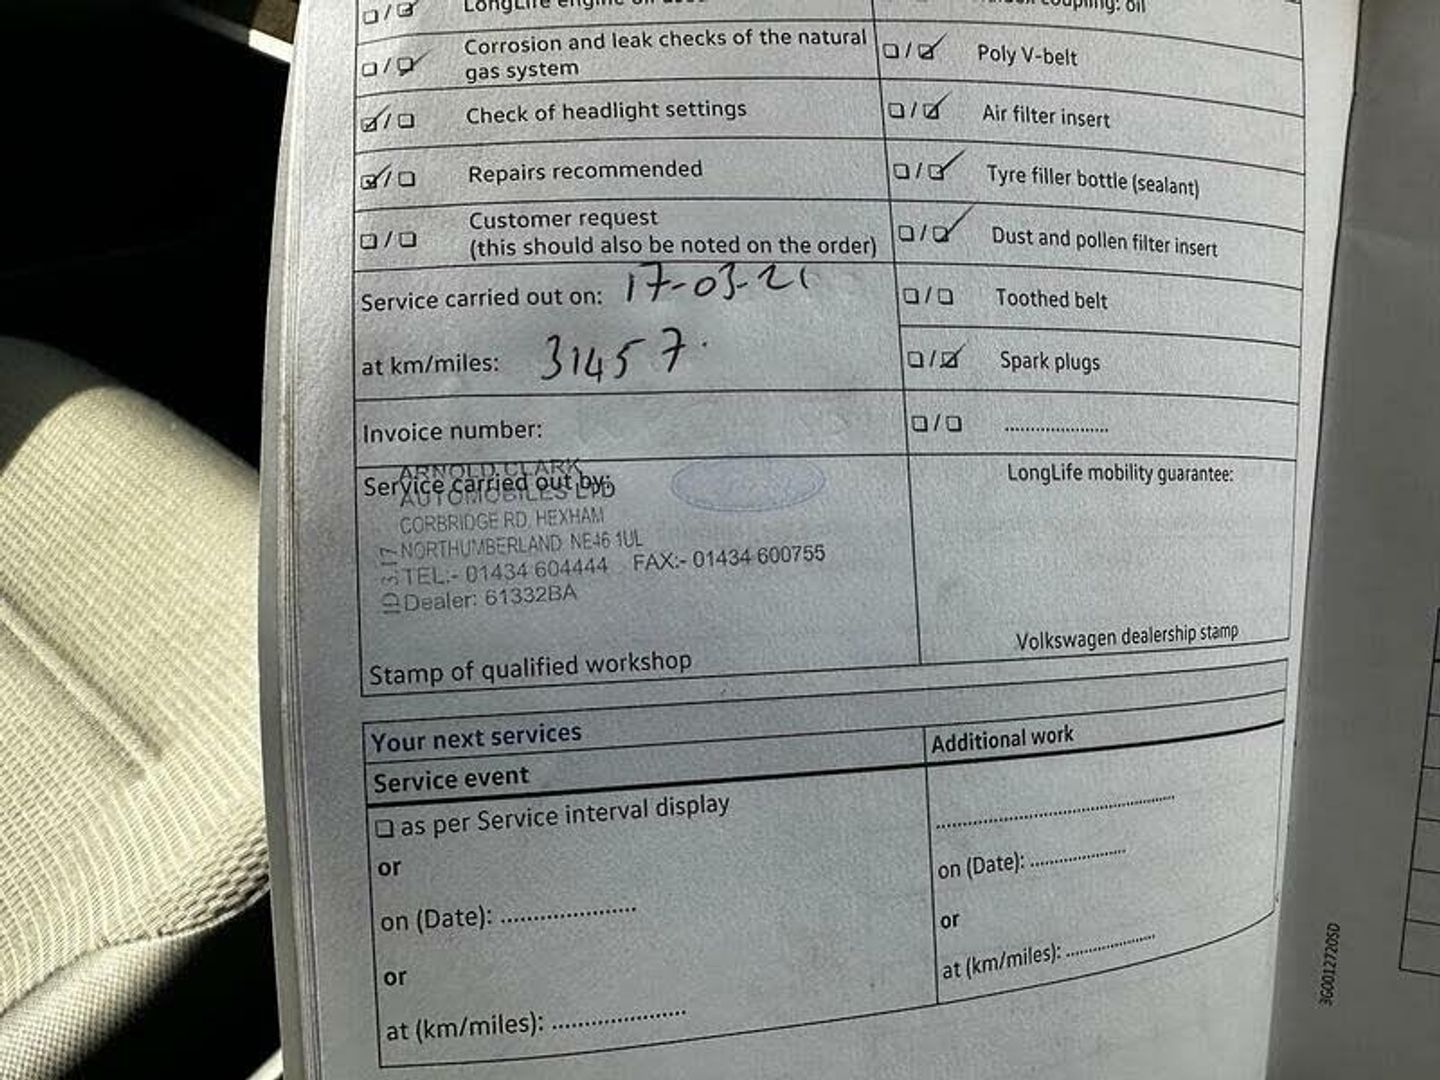 Corrosion and leak checks of the natural
gas system
❏/❏ Check of headlight settings
❏/❏ Repairs recommended
❏/❏ Customer request
(this should also be noted on the order)
Service carried out on: 17-03-21
at km/miles: 31457.
Invoice number:
Service carried out by:
ARNOLD CLARK
AUTOMOBILES LTD
CORBRIDGE RD, HEXHAM
NORTHUMBERLAND NE46 1UL
TEL:- 01434 604444 FAX:- 01434 600755
Dealer: 61332BA
Stamp of qualified workshop
Poly V-belt
Air filter insert
Tyre filler bottle (sealant)
Dust and pollen filter insert
Toothed belt
Spark plugs
....................
LongLife mobility guarantee:
Volkswagen dealership stamp
Your next services
Service event
❏ as per Service interval display
or
on (Date): ....................
or
at (km/miles): ....................
Additional work
........................................
on (Date): ....................
or
at (km/miles): ....................
3G0012720SD